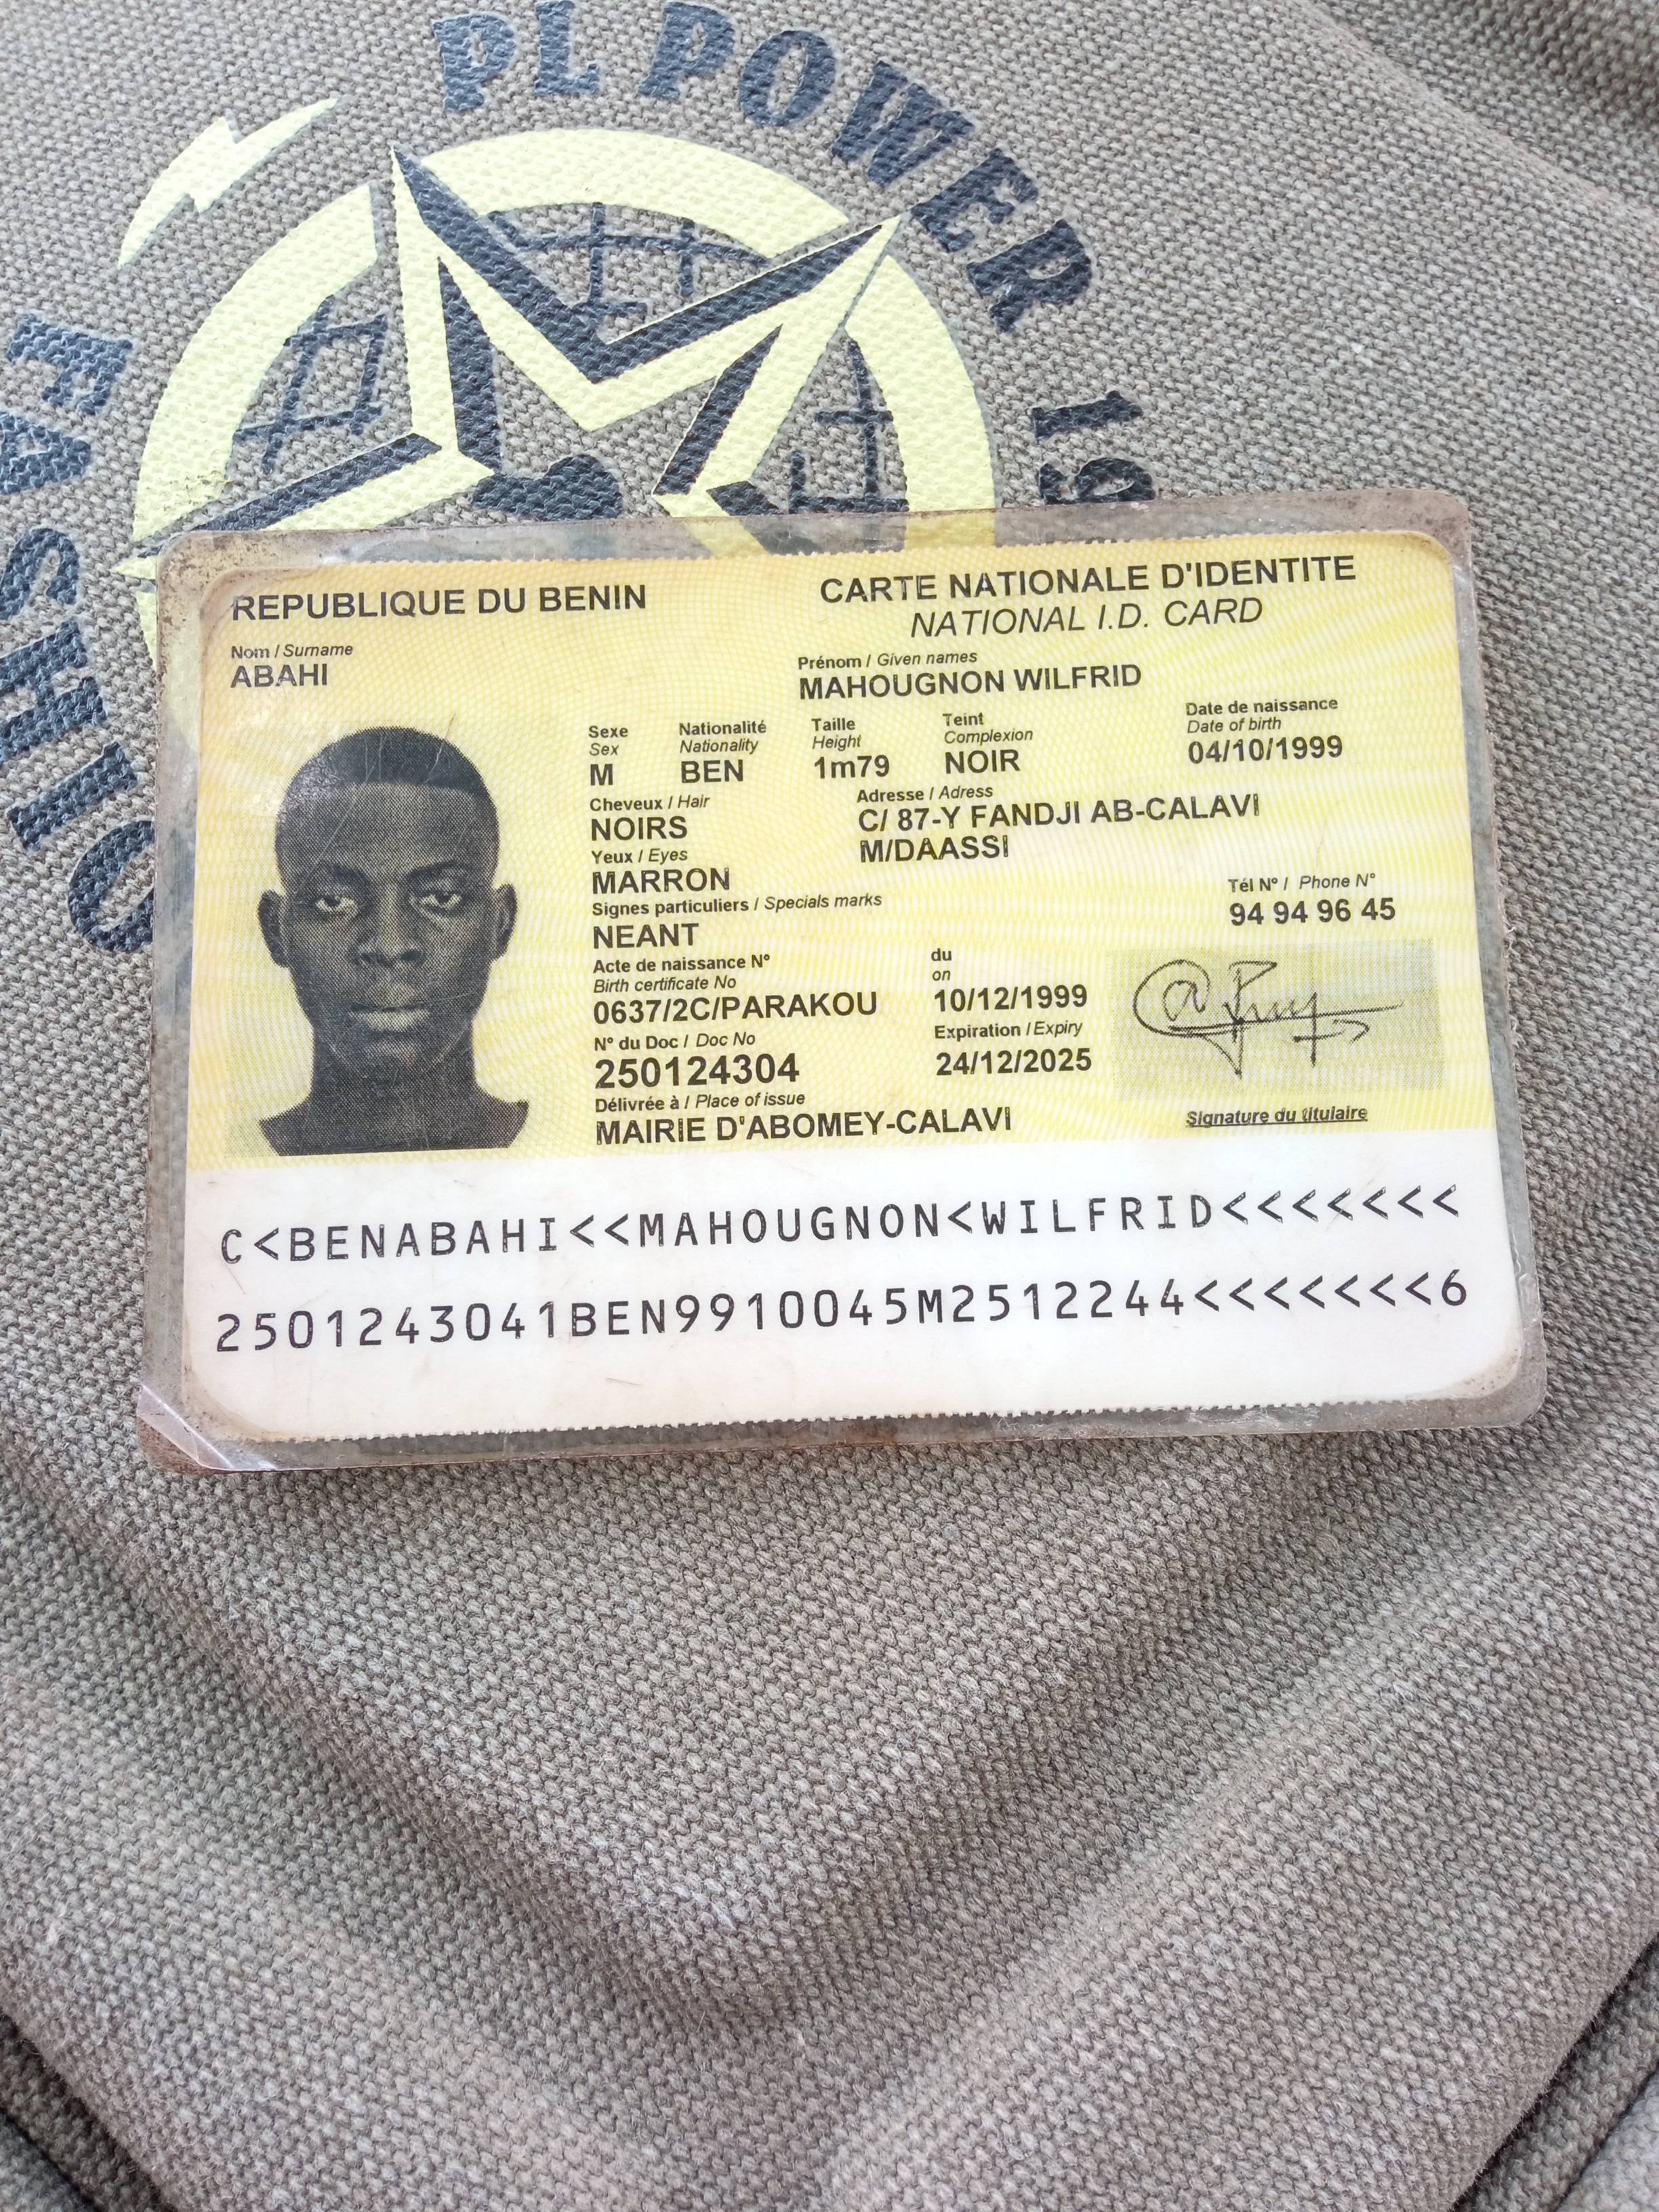 PL POWER 19
FASHIO
REPUBLIQUE DU BENIN
CARTE NATIONALE D'IDENTITE
NATIONAL I.D. CARD
Nom / Surname
ABAHI
Prénom / Given names
MAHOUGNON WILFRID
Sexe
Sex
M
Nationalité
Nationality
BEN
Taille
Height
1m79
Teint
Complexion
NOIR
Date de naissance
Date of birth
04/10/1999
Cheveux / Hair
NOIRS
Adresse / Adress
C/ 87-Y FANDJI AB-CALAVI
M/DAASSI
Yeux / Eyes
MARRON
Signes particuliers / Specials marks
NEANT
Tél N° / Phone N°
94 94 96 45
Acte de naissance N°
Birth certificate No
0637/2C/PARAKOU
du
on
10/12/1999
N° du Doc / Doc No
250124304
Expiration / Expiry
24/12/2025
Délivrée à / Place of issue
MAIRIE D'ABOMEY-CALAVI
Signature du titulaire
C<BENABAHI<<MAHOUGNON<WILFRID<<<<<<<
2501243041BEN9910045M2512244<<<<<<<6